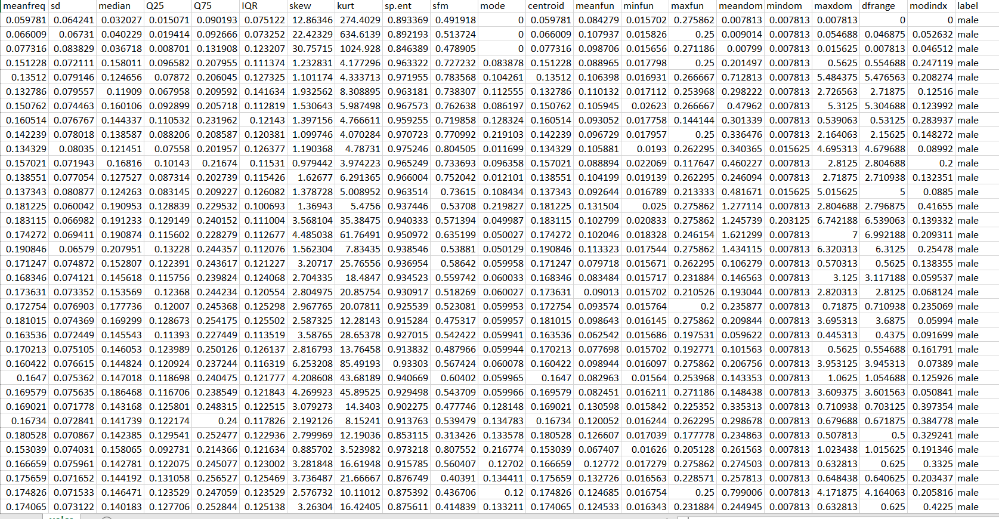 meanfreq sd median Q25 Q75 IQR skew kurt sp.ent sfm mode centroid meanfun minfun maxfun meandom mindom maxdom dfrange modindx label
0.059781 0.064241 0.032027 0.015071 0.090193 0.075122 12.86346 274.4029 0.893369 0.491918 0 0.059781 0.084279 0.015702 0.275862 0.007813 0.007813 0.007813 0 0 male
0.066009 0.06731 0.040229 0.019414 0.092666 0.073252 22.42329 634.6139 0.892193 0.513724 0 0.066009 0.107937 0.015826 0.25 0.009014 0.007813 0.054688 0.046875 0.052632 male
0.077316 0.083829 0.036718 0.008701 0.131908 0.123207 30.75715 1024.928 0.846389 0.478905 0 0.077316 0.098706 0.015656 0.271186 0.00799 0.007813 0.015625 0.007813 0.046512 male
0.151228 0.072111 0.158011 0.096582 0.207955 0.111374 1.232831 4.177296 0.963322 0.727232 0.083878 0.151228 0.088965 0.017798 0.25 0.201497 0.007813 0.5625 0.554688 0.247119 male
0.13512 0.079146 0.124656 0.07872 0.206045 0.127325 1.101174 4.333713 0.971955 0.783568 0.104261 0.13512 0.106398 0.016931 0.266667 0.712813 0.007813 5.484375 5.476563 0.208274 male
0.132786 0.079557 0.11909 0.067958 0.209592 0.141634 1.932562 8.308895 0.963181 0.738307 0.112555 0.132786 0.110132 0.017112 0.253968 0.298222 0.007813 2.726563 2.71875 0.12516 male
0.150762 0.074463 0.160106 0.092899 0.205718 0.112819 1.530643 5.987498 0.967573 0.762638 0.086197 0.150762 0.105945 0.02623 0.266667 0.47962 0.007813 5.3125 5.304688 0.123992 male
0.160514 0.076767 0.144337 0.110532 0.231962 0.12143 1.397156 4.766611 0.959255 0.719858 0.128324 0.160514 0.093052 0.017758 0.144144 0.301339 0.007813 0.539063 0.53125 0.283937 male
0.142239 0.078018 0.138587 0.088206 0.208587 0.120381 1.099746 4.070284 0.970723 0.770992 0.219103 0.142239 0.096729 0.017957 0.25 0.336476 0.007813 2.164063 2.15625 0.148272 male
0.134329 0.08035 0.121451 0.07558 0.201957 0.126377 1.190368 4.78731 0.975246 0.804505 0.011699 0.134329 0.105881 0.0193 0.262295 0.340365 0.015625 4.695313 4.679688 0.08992 male
0.157021 0.071943 0.16816 0.10143 0.21674 0.11531 0.979442 3.974223 0.965249 0.733693 0.096358 0.157021 0.088894 0.022069 0.117647 0.460227 0.007813 2.8125 2.804688 0.2 male
0.138551 0.077054 0.127527 0.087314 0.202739 0.115426 1.62677 6.291365 0.966004 0.752042 0.012101 0.138551 0.104199 0.019139 0.262295 0.246094 0.007813 2.71875 2.710938 0.132351 male
0.137343 0.080877 0.124263 0.083145 0.209227 0.126082 1.378728 5.008952 0.963514 0.73615 0.108434 0.137343 0.092644 0.016789 0.213333 0.481671 0.015625 5.015625 5 0.0885 male
0.181225 0.060042 0.190953 0.128839 0.229532 0.100693 1.36943 5.4756 0.937446 0.53708 0.219827 0.181225 0.131504 0.025 0.275862 1.277114 0.007813 2.804688 2.796875 0.41655 male
0.183115 0.066982 0.191233 0.129149 0.240152 0.111004 3.568104 35.38475 0.940333 0.571394 0.049987 0.183115 0.102799 0.020833 0.275862 1.245739 0.203125 6.742188 6.539063 0.139332 male
0.174272 0.069411 0.190874 0.115602 0.228279 0.112677 4.485038 61.76491 0.950972 0.635199 0.050027 0.174272 0.102046 0.018328 0.246154 1.621299 0.007813 7 6.992188 0.209311 male
0.190846 0.06579 0.207951 0.13228 0.244357 0.112076 1.562304 7.83435 0.938546 0.53881 0.050129 0.190846 0.113323 0.017544 0.275862 1.434115 0.007813 6.320313 6.3125 0.25478 male
0.171247 0.074872 0.152807 0.122391 0.243617 0.121227 3.20717 25.76556 0.936954 0.58642 0.059958 0.171247 0.079718 0.015671 0.262295 0.106279 0.007813 0.570313 0.5625 0.138355 male
0.168346 0.074121 0.145618 0.115756 0.239824 0.124068 2.704335 18.4847 0.934523 0.559742 0.060033 0.168346 0.083484 0.015717 0.231884 0.146563 0.007813 3.125 3.117188 0.059537 male
0.173631 0.073352 0.153569 0.12368 0.244234 0.120554 2.804975 20.85754 0.930917 0.518269 0.060027 0.173631 0.09013 0.015702 0.210526 0.193044 0.007813 2.820313 2.8125 0.068124 male
0.172754 0.076903 0.177736 0.12007 0.245368 0.125298 2.967765 20.07811 0.925539 0.523081 0.059953 0.172754 0.093574 0.015764 0.2 0.235877 0.007813 0.71875 0.710938 0.235069 male
0.181015 0.074369 0.169299 0.128673 0.254175 0.125502 2.587325 12.28143 0.915284 0.475317 0.059957 0.181015 0.098643 0.016145 0.275862 0.209844 0.007813 3.695313 3.6875 0.05994 male
0.163536 0.072449 0.145543 0.11393 0.227449 0.113519 3.58765 28.65378 0.927015 0.542422 0.059941 0.163536 0.062542 0.015686 0.197531 0.059622 0.007813 0.445313 0.4375 0.091699 male
0.170213 0.075105 0.146053 0.123989 0.250126 0.126137 2.816793 13.76458 0.913832 0.487966 0.059944 0.170213 0.077698 0.015702 0.192771 0.101563 0.007813 0.5625 0.554688 0.161791 male
0.160422 0.076615 0.144824 0.120924 0.237244 0.116319 6.253208 85.49193 0.93303 0.567424 0.060078 0.160422 0.098944 0.016097 0.275862 0.206756 0.007813 3.953125 3.945313 0.07389 male
0.1647 0.075362 0.147018 0.118698 0.240475 0.121777 4.208608 43.68189 0.940669 0.60402 0.059965 0.1647 0.082963 0.01564 0.253968 0.143353 0.007813 1.0625 1.054688 0.125926 male
0.169579 0.075635 0.186468 0.116706 0.238549 0.121843 4.269923 45.89525 0.929498 0.543709 0.059966 0.169579 0.082451 0.016211 0.271186 0.148438 0.007813 3.609375 3.601563 0.050841 male
0.169021 0.071778 0.143168 0.125801 0.248315 0.122515 3.079273 14.3403 0.902275 0.477746 0.128148 0.169021 0.130598 0.015842 0.225352 0.335313 0.007813 0.710938 0.703125 0.397354 male
0.16734 0.072841 0.141739 0.122174 0.24 0.117826 2.192126 8.15241 0.913763 0.539479 0.134783 0.16734 0.120052 0.016244 0.262295 0.298678 0.007813 0.679688 0.671875 0.384778 male
0.180528 0.070867 0.142385 0.129541 0.252477 0.122936 2.799969 12.19036 0.853115 0.313426 0.133578 0.180528 0.126607 0.017039 0.177778 0.234863 0.007813 0.507813 0.5 0.329241 male
0.153039 0.074031 0.158065 0.092731 0.214366 0.121634 0.885702 3.523982 0.973218 0.807552 0.216774 0.153039 0.067407 0.01626 0.205128 0.261563 0.007813 1.023438 1.015625 0.191346 male
0.166659 0.075961 0.142781 0.122075 0.245077 0.123002 3.281848 16.61948 0.915785 0.560407 0.12702 0.166659 0.12772 0.017279 0.275862 0.274503 0.007813 0.632813 0.625 0.3325 male
0.175659 0.071652 0.144192 0.131058 0.256527 0.125469 3.736487 21.66667 0.876749 0.40391 0.134411 0.175659 0.132726 0.016563 0.228571 0.257813 0.007813 0.648438 0.640625 0.203437 male
0.174826 0.071533 0.146471 0.123529 0.247059 0.123529 2.576732 10.11012 0.875392 0.436706 0.12 0.174826 0.124685 0.016754 0.25 0.799006 0.007813 4.171875 4.164063 0.205816 male
0.174065 0.073122 0.140183 0.127706 0.252844 0.125138 3.26304 16.42405 0.875611 0.414839 0.133211 0.174065 0.124533 0.016343 0.231884 0.244945 0.007813 0.632813 0.625 0.4225 male